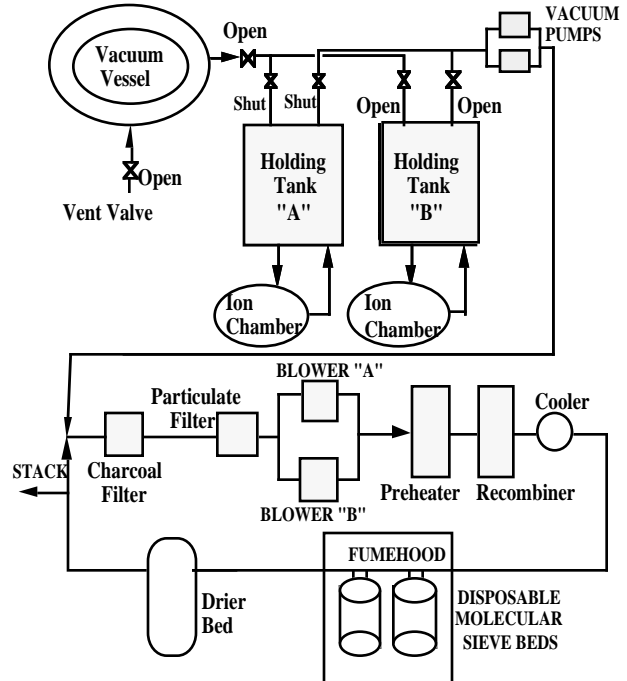 Open
VACUUM
PUMPS
Vacuum
Vessel
Shut
Shut
Open
Open
Open
Vent Valve
Holding
Tank
"A"
Holding
Tank
"B"
Ion
Chamber
Ion
Chamber
BLOWER "A"
Particulate
Filter
Cooler
STACK
Charcoal
Filter
BLOWER "B"
Preheater
Recombiner
FUMEHOOD
Drier
Bed
DISPOSABLE
MOLECULAR
SIEVE BEDS